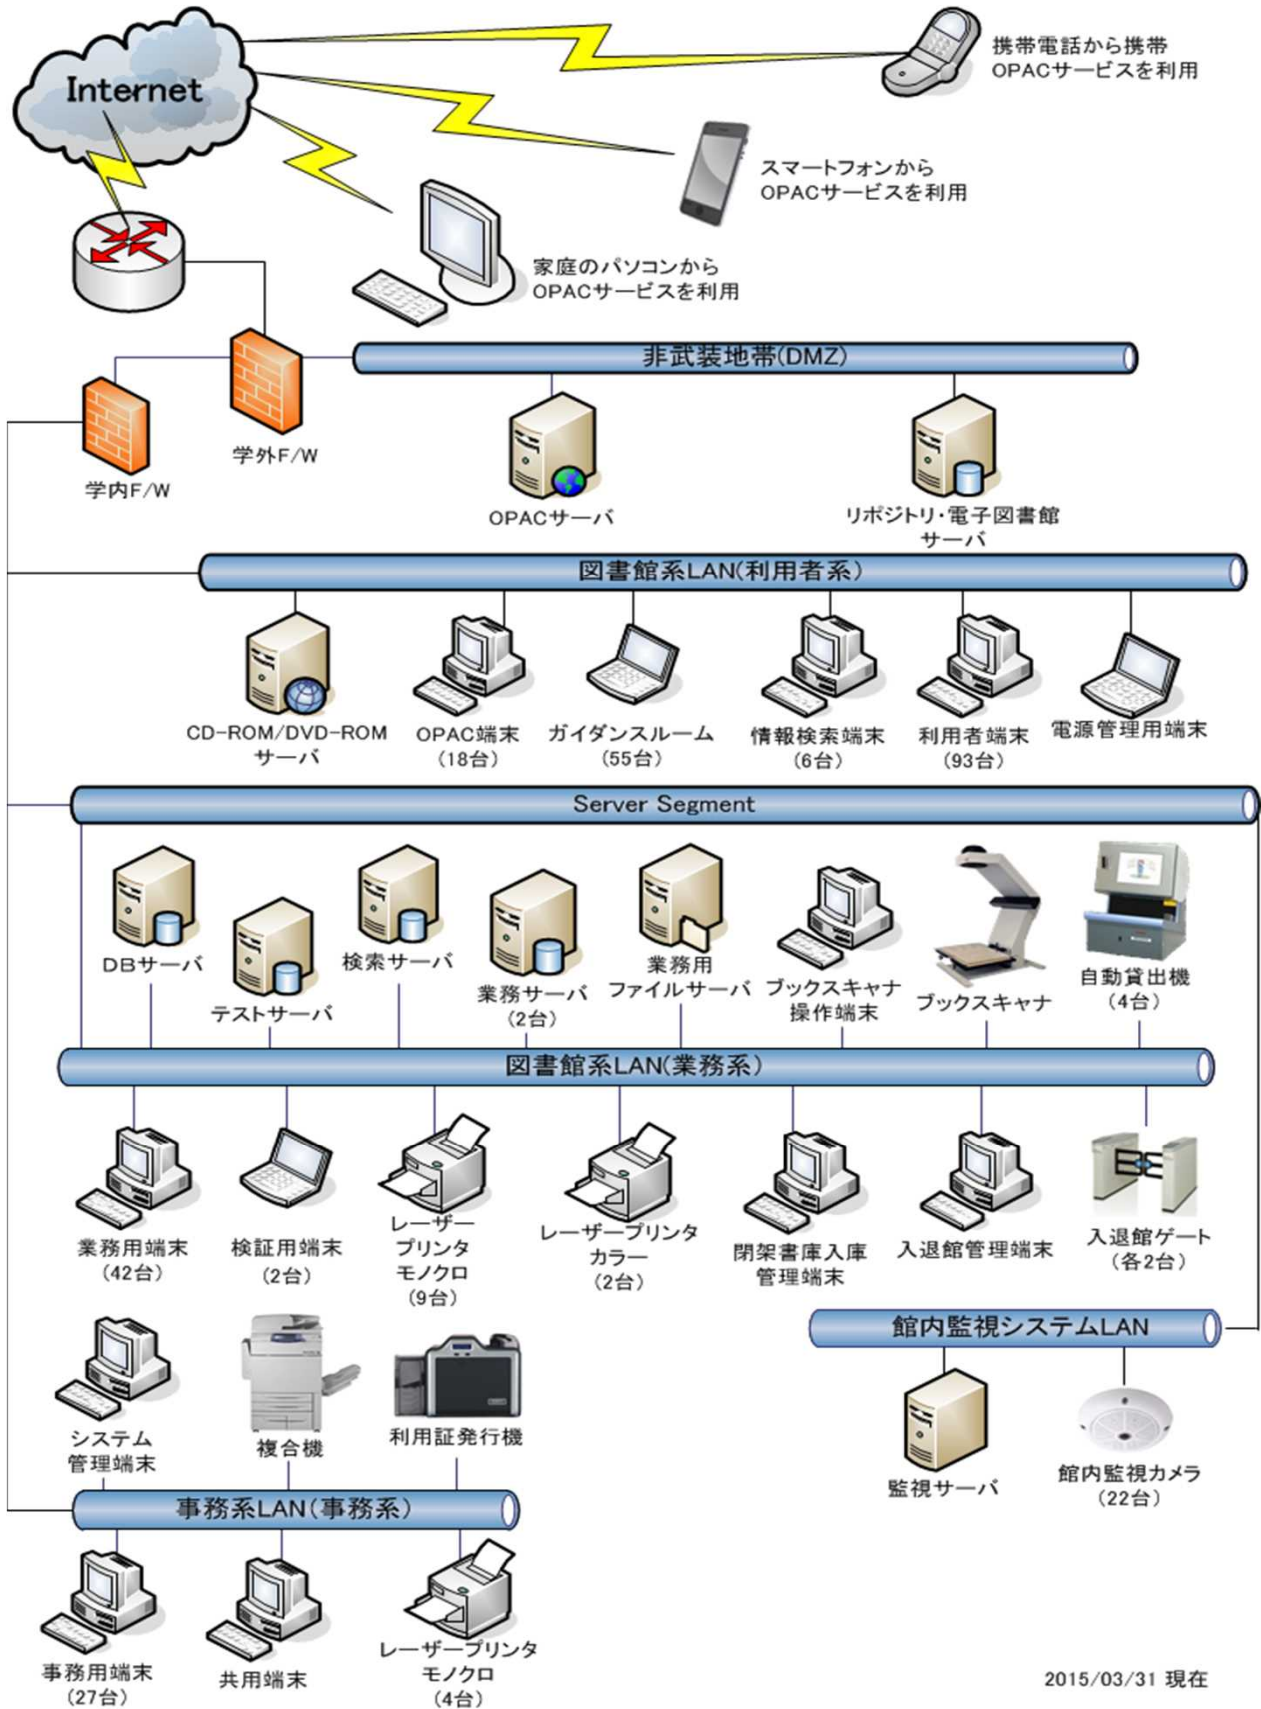 Internet
携帯電話から携帯
OPACサービスを利用
スマートフォンから
OPACサービスを利用
家庭のパソコンから
OPACサービスを利用
非武装地帯(DMZ)
学外F/W
学内F/W
OPACサーバ
リポジトリ・電子図書館
サーバ
図書館系LAN(利用者系)
CD-ROM/DVD-ROM
サーバ
OPAC端末
(18台)
ガイダンスルーム
(55台)
情報検索端末
(6台)
利用者端末
(93台)
電源管理用端末
Server Segment
DBサーバ
テストサーバ
検索サーバ
業務サーバ
(2台)
業務用
ファイルサーバ
ブックスキャナ
操作端末
ブックスキャナ
自動貸出機
(4台)
図書館系LAN(業務系)
業務用端末
(42台)
検証用端末
(2台)
レーザー
プリンタ
モノクロ
(9台)
レーザープリンタ
カラー
(2台)
閉架書庫入庫
管理端末
入退館管理端末
入退館ゲート
(各2台)
館内監視システムLAN
システム
管理端末
複合機
利用証発行機
監視サーバ
館内監視カメラ
(22台)
事務系LAN(事務系)
事務用端末
(27台)
共用端末
レーザープリンタ
モノクロ
(4台)
2015/03/31 現在